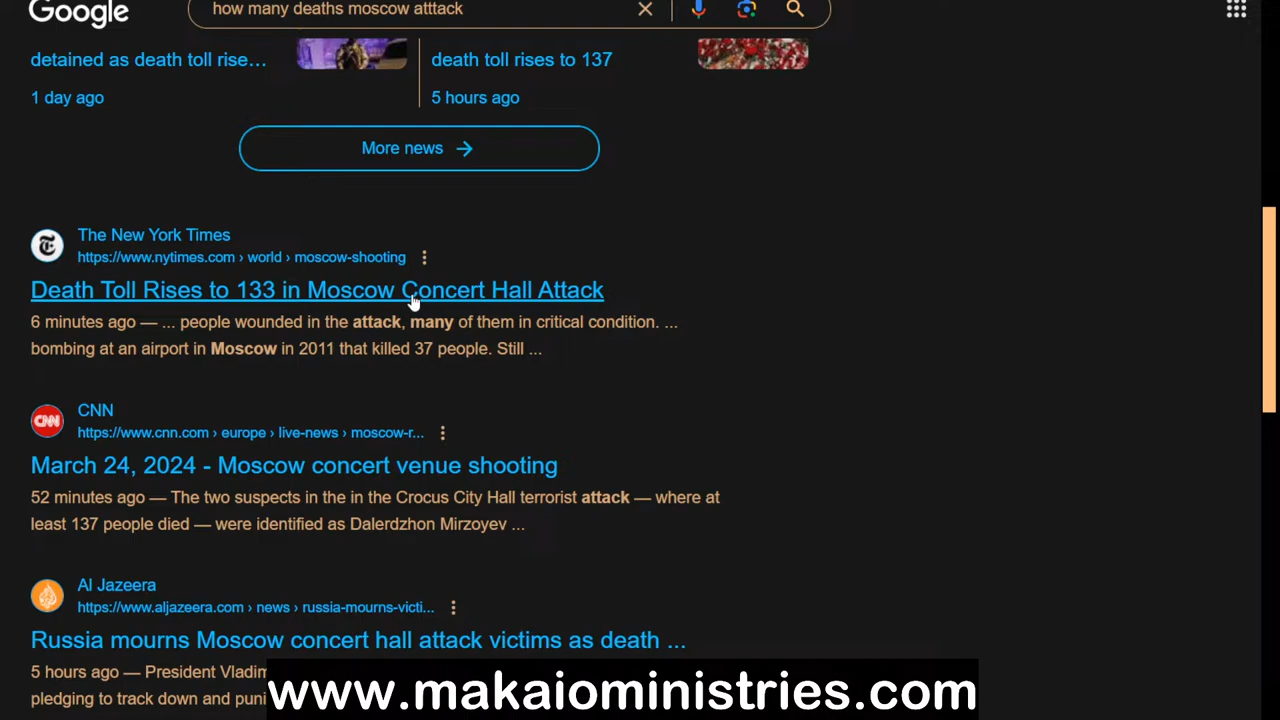 Google
how many deaths moscow atttack
detained as death toll rise...
death toll rises to 137
1 day ago
5 hours ago
More news
The New York Times
https://www.nytimes.com › world › moscow-shooting
Death Toll Rises to 133 in Moscow Concert Hall Attack
6 minutes ago — ... people wounded in the attack, many of them in critical condition. ...
bombing at an airport in Moscow in 2011 that killed 37 people. Still ...
CNN
CNN
https://www.cnn.com › europe › live-news › moscow-r...
March 24, 2024 - Moscow concert venue shooting
52 minutes ago — The two suspects in the in the Crocus City Hall terrorist attack — where at
least 137 people died — were identified as Dalerdzhon Mirzoyev ...
Al Jazeera
https://www.aljazeera.com › news › russia-mourns-victi...
Russia mourns Moscow concert hall attack victims as death ...
5 hours ago — President Vladim
pledging to track down and puni
www.makaiominisitries.com